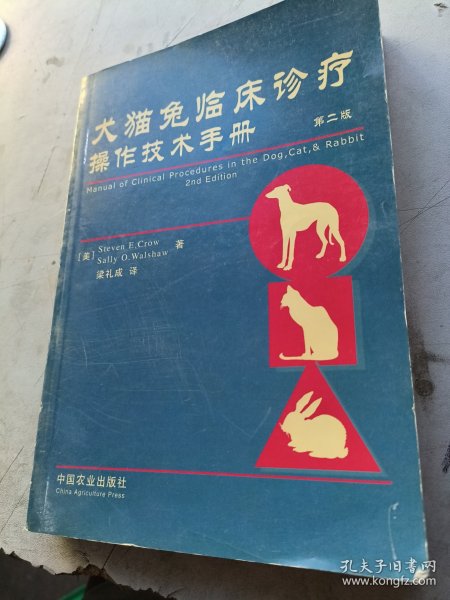 犬猫兔临床诊疗
操作技术手册
第二版
Manual of Clinical Procedures in the Dog,Cat,& Rabbit
2nd Edition
[美] Steven E.Crow
Sally O.Walshaw 著
梁礼成 译
中国农业出版社
China Agriculture Press
孔夫子旧书网
www.kongfz.com